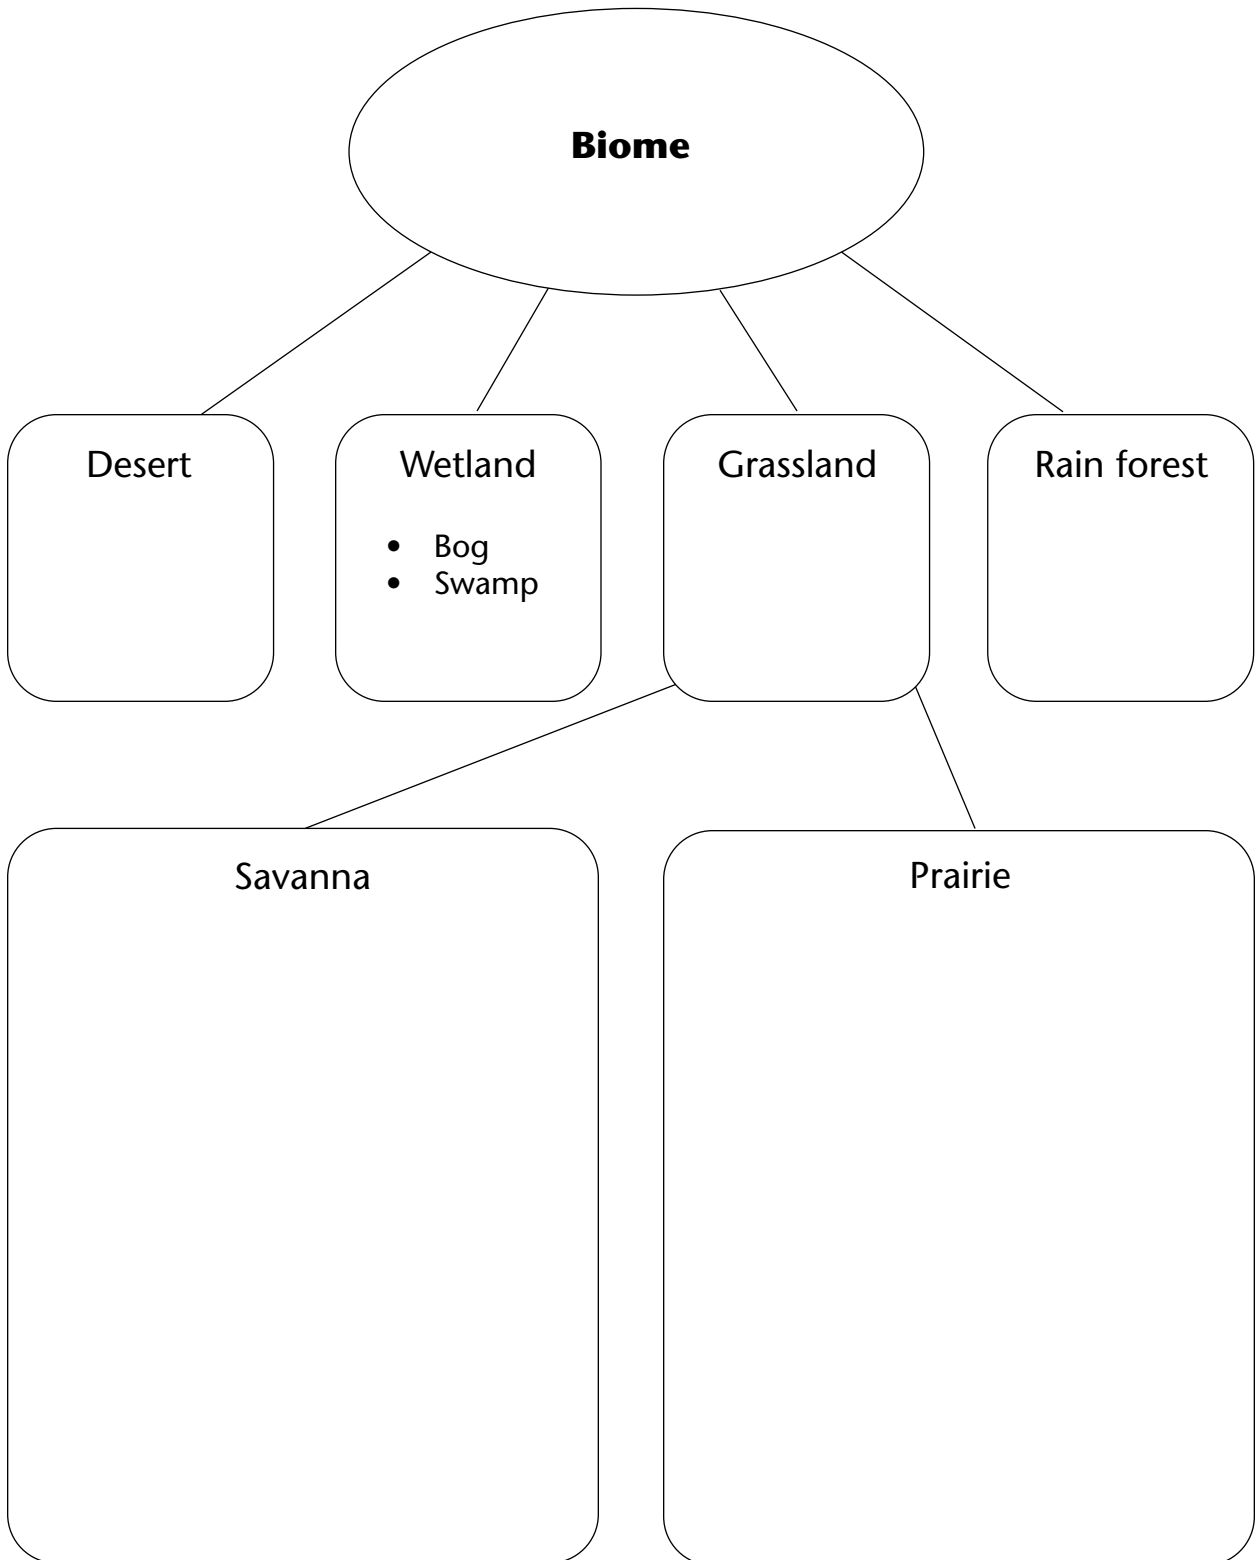 Biome
Desert
Wetland
• Bog
• Swamp
Grassland
Rain forest
Savanna
Prairie